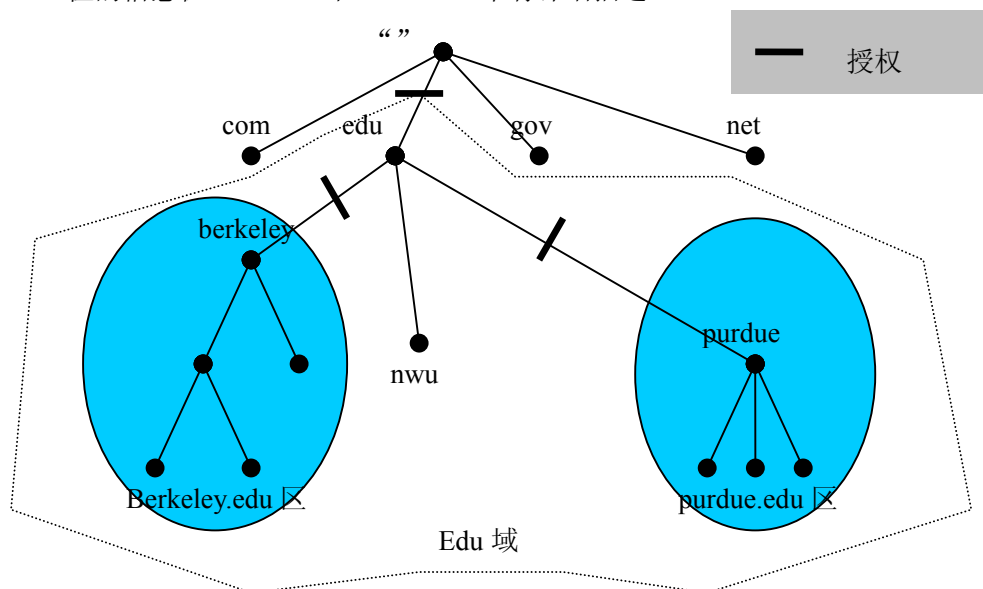 “ ”
授权
com
edu
gov
net
berkeley
purdue
nwu
Berkeley.edu 区
purdue.edu 区
Edu 域